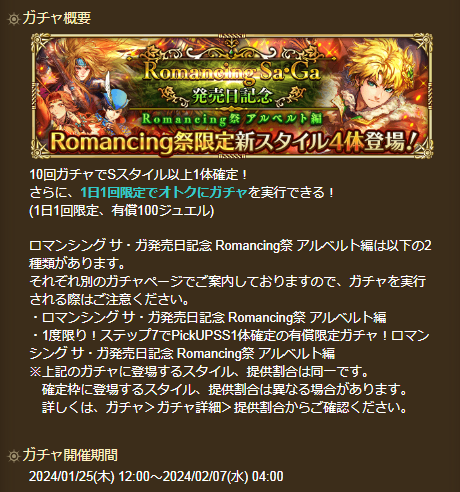 ガチャ概要
Romancing Sa・Ga
発売日記念
Romancing祭 アルベルト編
Romancing祭限定新スタイル4体登場!
10回ガチャでSスタイル以上1体確定！
さらに、1日1回限定でオトクにガチャを実行できる！
(1日1回限定、有償100ジュエル)
ロマンシング サ・ガ発売日記念 Romancing祭 アルベルト編は以下の2
種類があります。
それぞれ別のガチャページでご案内しておりますので、ガチャを実行
される際はご注意ください。
・ロマンシング サ・ガ発売日記念 Romancing祭 アルベルト編
・1度限り！ステップ7でPickUPSS1体確定の有償限定ガチャ！ロマン
シング サ・ガ発売日記念 Romancing祭 アルベルト編
※上記のガチャに登場するスタイル、提供割合は同一です。
確定枠に登場するスタイル、提供割合は異なる場合があります。
詳しくは、ガチャ＞ガチャ詳細＞提供割合からご確認ください。
ガチャ開催期間
2024/01/25(木) 12:00～2024/02/07(水) 04:00